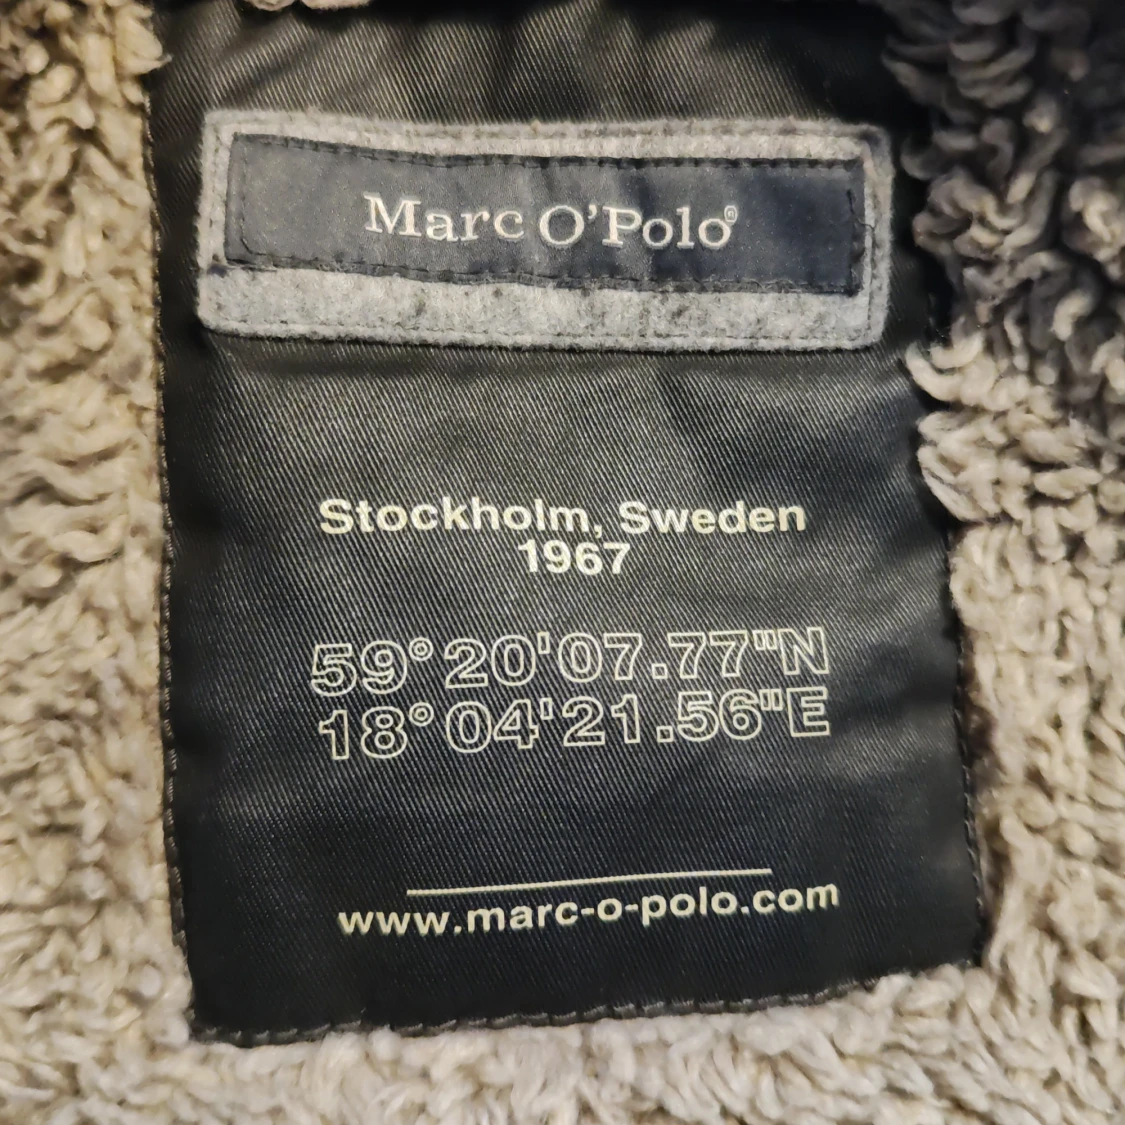 Marc O'Polo®
Stockholm, Sweden
1967
59°20'07.77"N
18°04'21.56"E
www.marc-o-polo.com